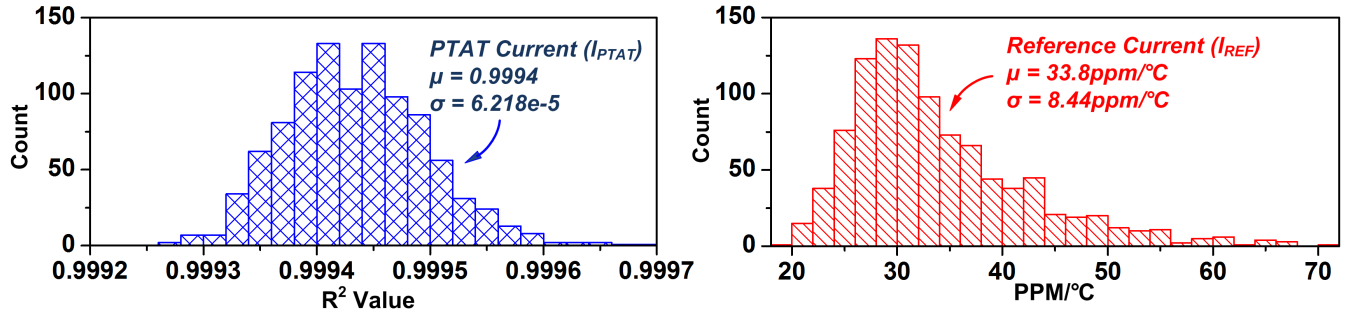 150
100
50
0
Count
0.9992
0.9993
0.9994
0.9995
0.9996
0.9997
R² Value
PTAT Current (I_PTAT)
μ = 0.9994
σ = 6.218e-5
150
100
50
0
Count
20
30
40
50
60
70
PPM/°C
Reference Current (I_REF)
μ = 33.8ppm/°C
σ = 8.44ppm/°C